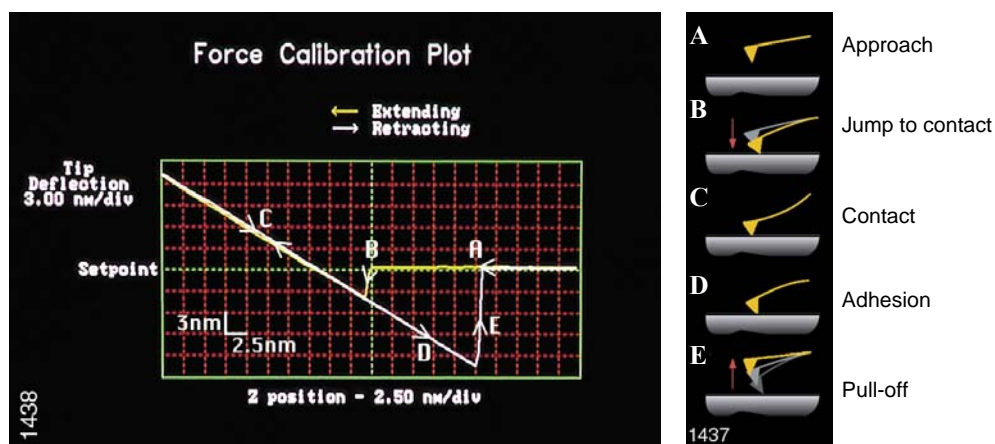 Force Calibration Plot
Extending
Retracting
Tip
Deflection
3.00 nm/div
C
B
A
Setpoint
3nm
2.5nm
D
E
Z position - 2.50 nm/div
1438
A
Approach
B
Jump to contact
C
Contact
D
Adhesion
E
Pull-off
1437